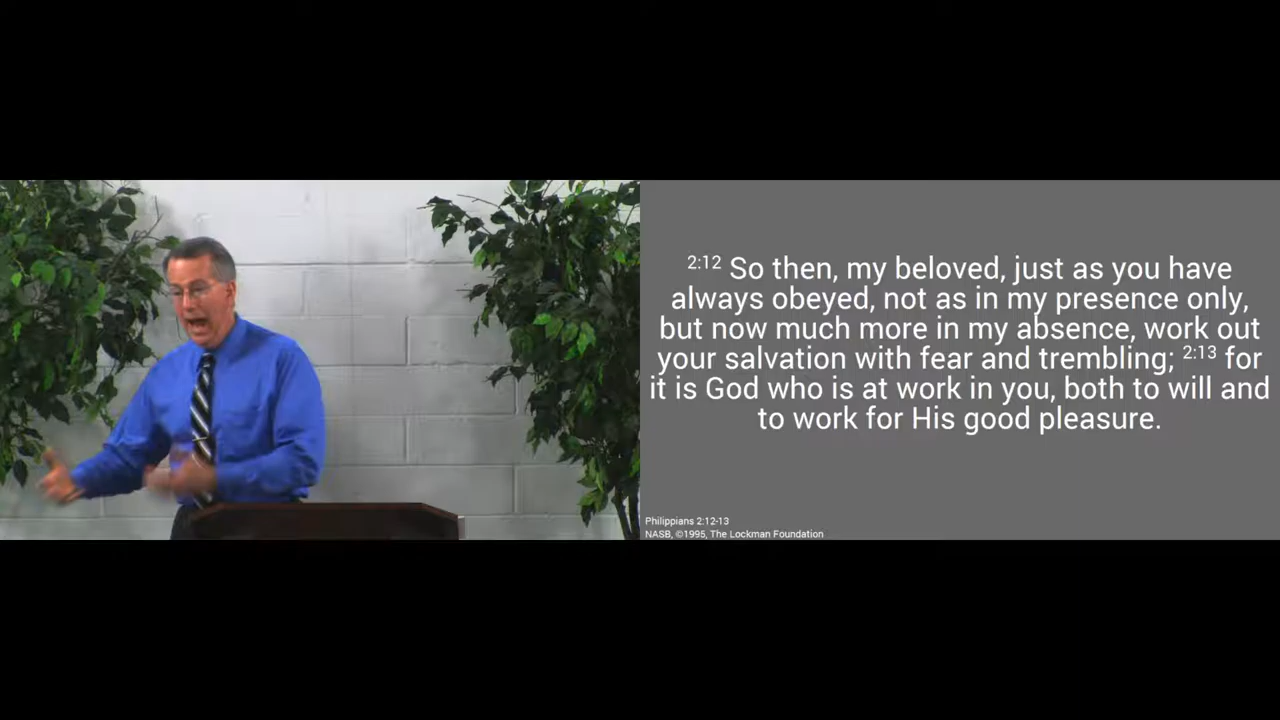 2:12 So then, my beloved, just as you have
always obeyed, not as in my presence only,
but now much more in my absence, work out
your salvation with fear and trembling; 2:13 for
it is God who is at work in you, both to will and
to work for His good pleasure.
Philippians 2:12-13
NASB, ©1995, The Lockman Foundation